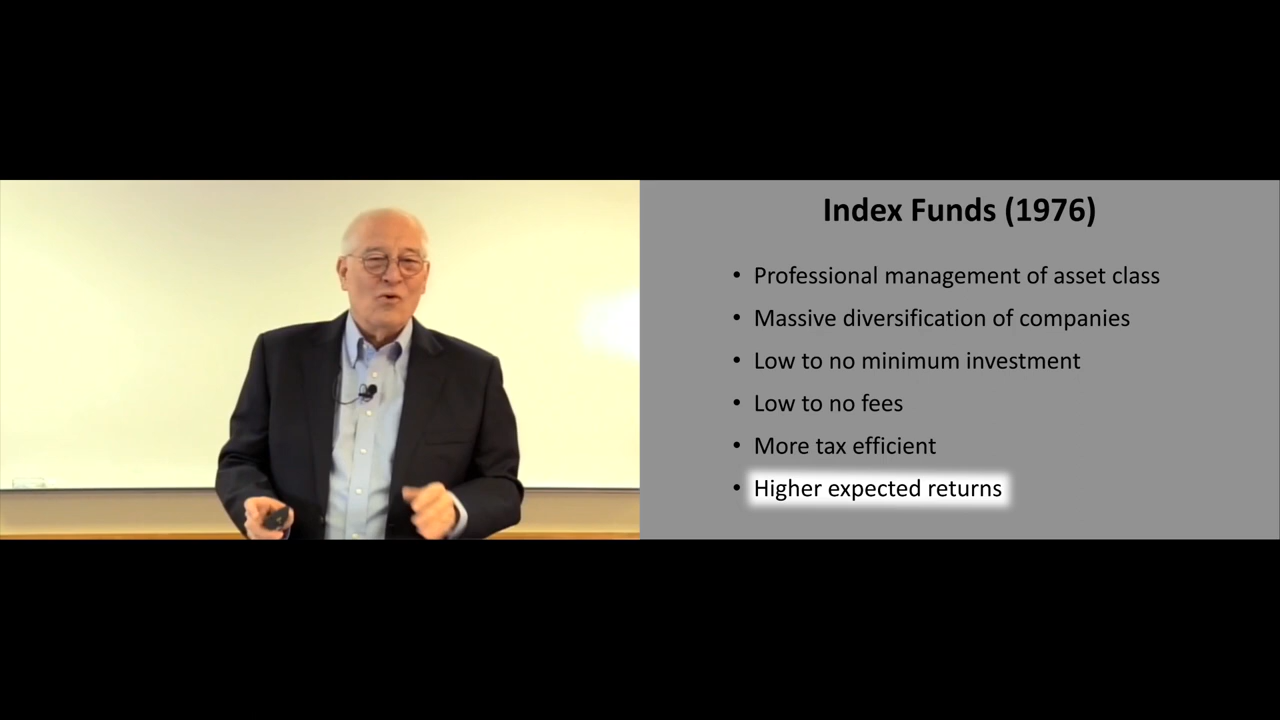 Index Funds (1976)
• Professional management of asset class
• Massive diversification of companies
• Low to no minimum investment
• Low to no fees
• More tax efficient
• Higher expected returns